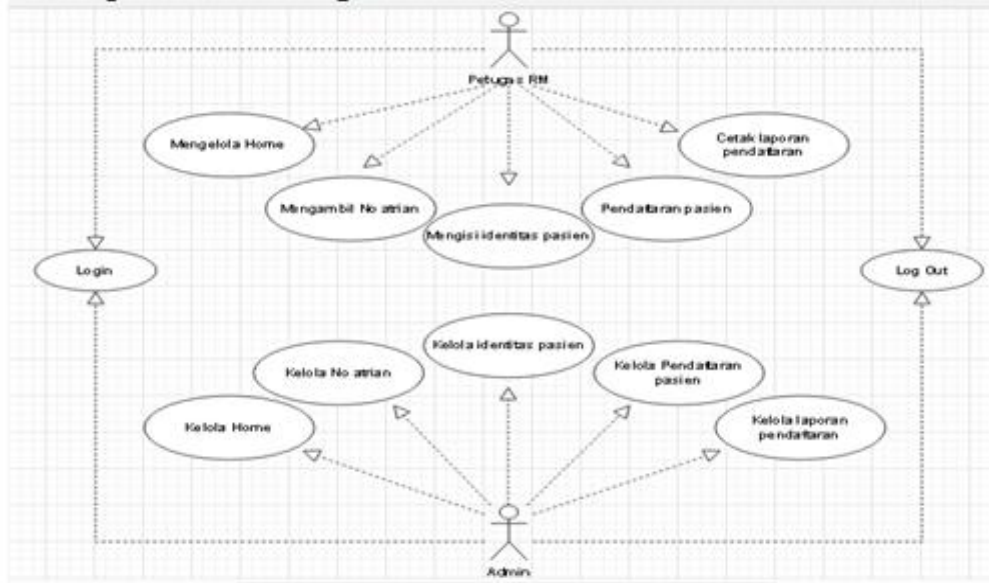 Petugas RM
Mengelola Home
Cetak laporan
pendaftaran
Mengambil No atrian
Pendaftaran pasien
Mengisi identitas pasien
Login
Log Out
Kelola identitas pasien
Kelola No atrian
Kelola Pendaftaran
pasien
Kelola Home
Kelola laporan
pendaftaran
Admin